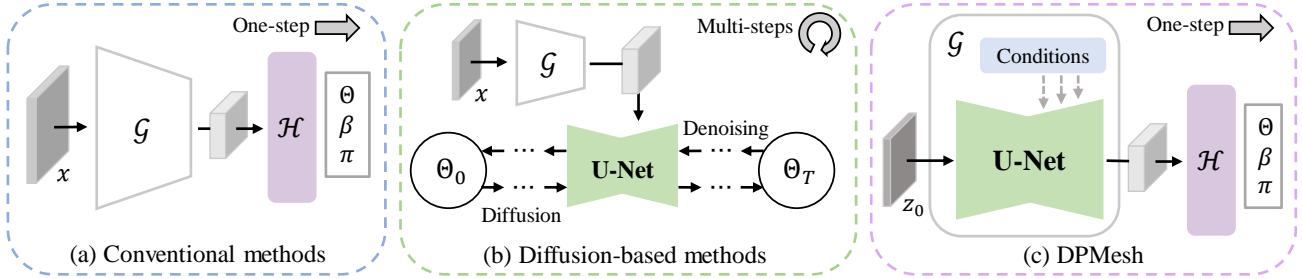 One-step
𝒢
x
ℋ
Θ
β
π
(a) Conventional methods
Multi-steps
x
𝒢
Denoising
Θ₀
···
···
U-Net
···
···
Θ_T
Diffusion
(b) Diffusion-based methods
𝒢
One-step
Conditions
U-Net
z₀
ℋ
Θ
β
π
(c) DPMesh